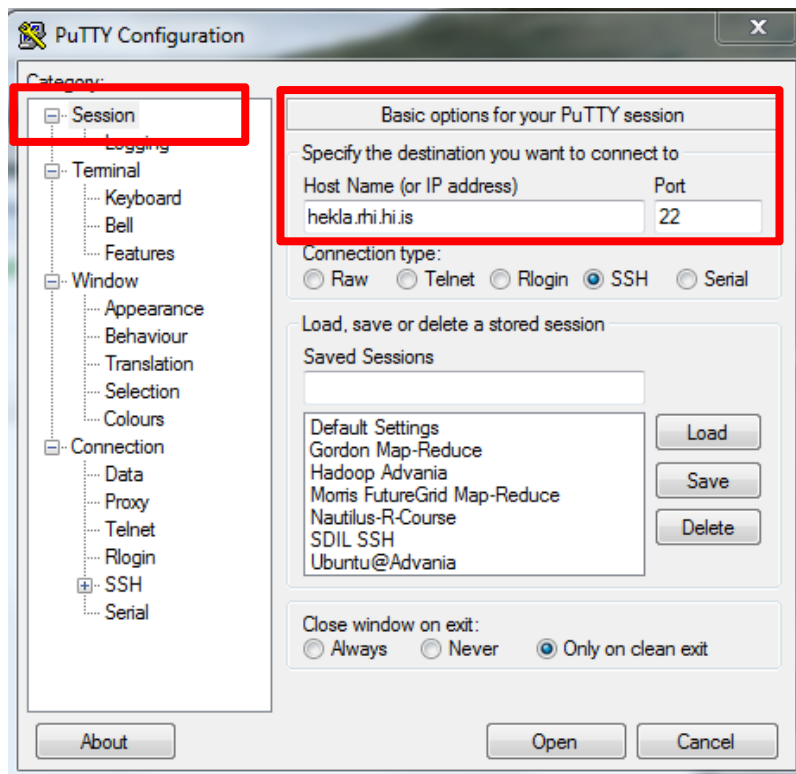 PuTTY Configuration
X
Category:
Session
Logging
Terminal
Keyboard
Bell
Features
Window
Appearance
Behaviour
Translation
Selection
Colours
Connection
Data
Proxy
Telnet
Rlogin
SSH
Serial
Basic options for your PuTTY session
Specify the destination you want to connect to
Host Name (or IP address) Port
hekla.rhi.hi.is 22
Connection type:
Raw Telnet Rlogin SSH Serial
Load, save or delete a stored session
Saved Sessions
Default Settings
Gordon Map-Reduce
Hadoop Advania
Morris FutureGrid Map-Reduce
Nautilus-R-Course
SDIL SSH
Ubuntu@Advania
Load
Save
Delete
Close window on exit:
Always Never Only on clean exit
About Open Cancel